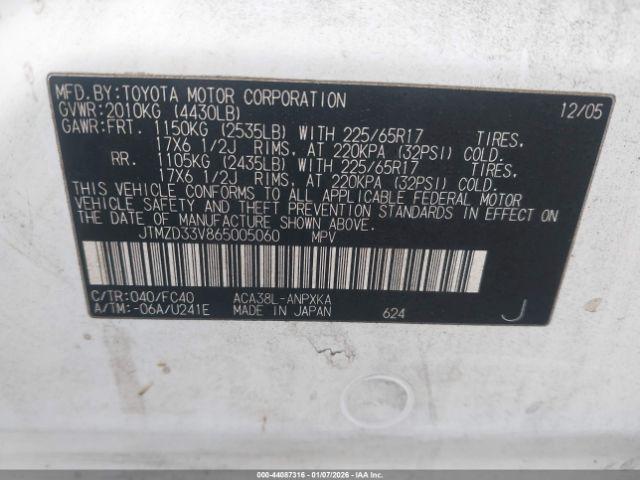 MFD.BY:TOYOTA MOTOR CORPORATION 12/05
GVWR:2010KG (4430LB)
GAWR:FRT. 1150KG (2535LB) WITH 225/65R17 TIRES,
17X6 1/2J RIMS, AT 220KPA (32PSI) COLD.
RR. 1105KG (2435LB) WITH 225/65R17 TIRES,
17X6 1/2J RIMS, AT 220KPA (32PSI) COLD.
THIS VEHICLE CONFORMS TO ALL APPLICABLE FEDERAL MOTOR
VEHICLE SAFETY AND THEFT PREVENTION STANDARDS IN EFFECT ON
THE DATE OF MANUFACTURE SHOWN ABOVE.
JTMZD33V865005060 MPV
C/TR:040/FC40 ACA38L-ANPXKA
A/TM:-06A/U241E MADE IN JAPAN 624 J
000-44087316 - 01/07/2026 - IAAI.COM